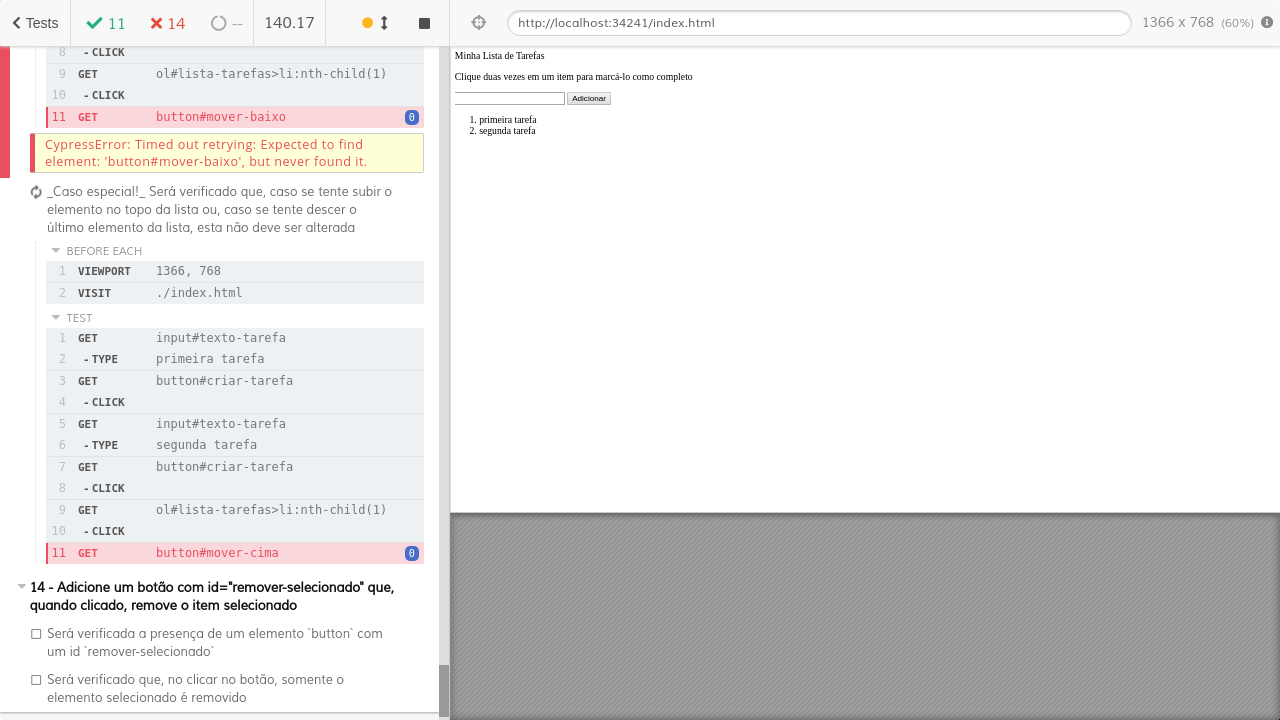 Tests 11 14 -- 140.17
8 -CLICK
9 GET ol#lista-tarefas>li:nth-child(1)
10 -CLICK
11 GET button#mover-baixo 0
CypressError: Timed out retrying: Expected to find
element: 'button#mover-baixo', but never found it.
_Caso especial!_ Será verificado que, caso se tente subir o
elemento no topo da lista ou, caso se tente descer o
último elemento da lista, esta não deve ser alterada
BEFORE EACH
1 VIEWPORT 1366, 768
2 VISIT ./index.html
TEST
1 GET input#texto-tarefa
2 -TYPE primeira tarefa
3 GET button#criar-tarefa
4 -CLICK
5 GET input#texto-tarefa
6 -TYPE segunda tarefa
7 GET button#criar-tarefa
8 -CLICK
9 GET ol#lista-tarefas>li:nth-child(1)
10 -CLICK
11 GET button#mover-cima 0
14 - Adicione um botão com id="remover-selecionado" que,
quando clicado, remove o item selecionado
Será verificada a presença de um elemento `button` com
um id `remover-selecionado`
Será verificado que, no clicar no botão, somente o
elemento selecionado é removido
http://localhost:34241/index.html 1366 x 768 (60%)
Minha Lista de Tarefas
Clique duas vezes em um item para marcá-lo como completo
Adicionar
1. primeira tarefa
2. segunda tarefa